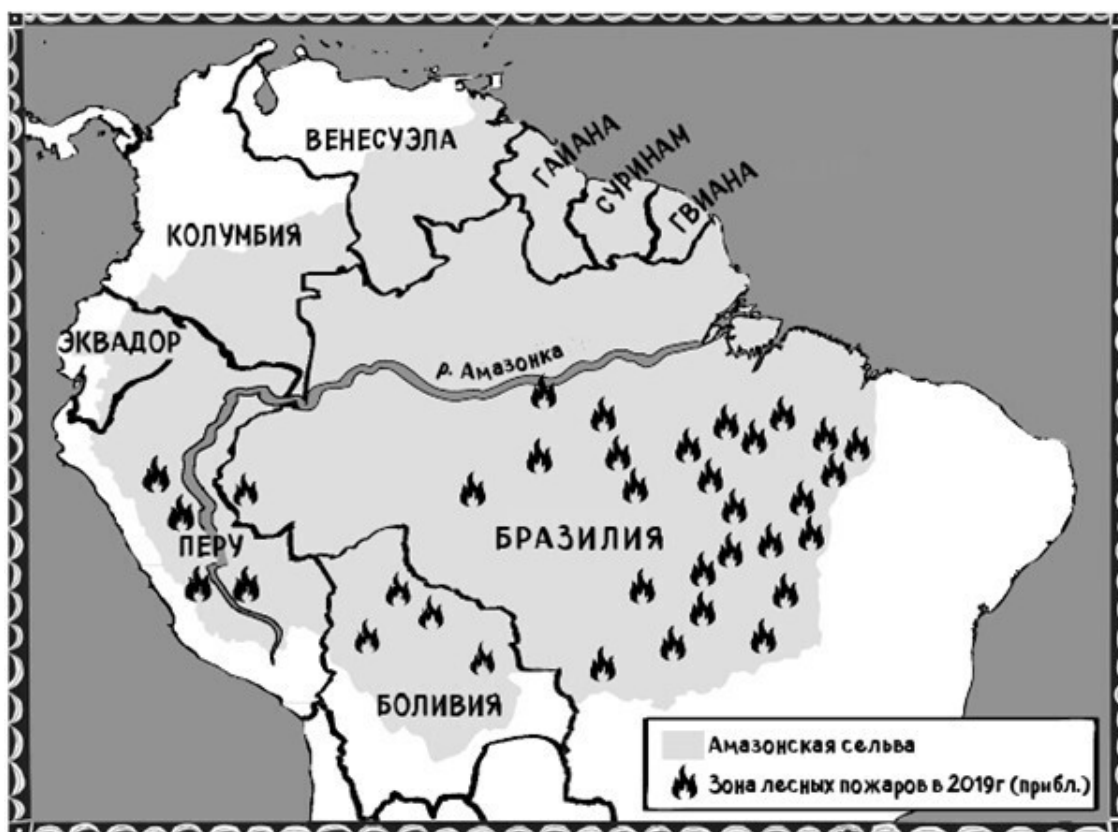 ВЕНЕСУЭЛА
ГАЙАНА
СУРИНАМ
ГВИАНА
КОЛУМБИЯ
ЭКВАДОР
р. Амазонка
ПЕРУ
БРАЗИЛИЯ
БОЛИВИЯ
Амазонская сельва
Зона лесных пожаров в 2019г (прибл.)